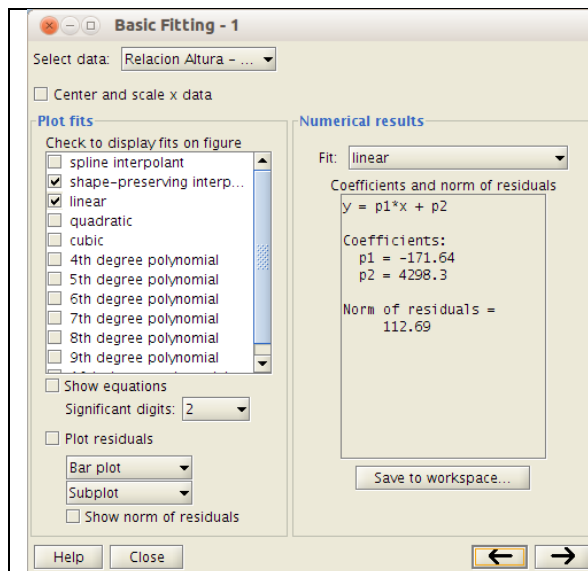 Basic Fitting - 1
Select data: Relacion Altura - ...
Center and scale x data
Plot fits
Check to display fits on figure
spline interpolant
shape-preserving interp...
linear
quadratic
cubic
4th degree polynomial
5th degree polynomial
6th degree polynomial
7th degree polynomial
8th degree polynomial
9th degree polynomial
Show equations
Significant digits: 2
Plot residuals
Bar plot
Subplot
Show norm of residuals
Numerical results
Fit: linear
Coefficients and norm of residuals
y = p1*x + p2
Coefficients:
p1 = -171.64
p2 = 4298.3
Norm of residuals =
112.69
Save to workspace...
Help
Close